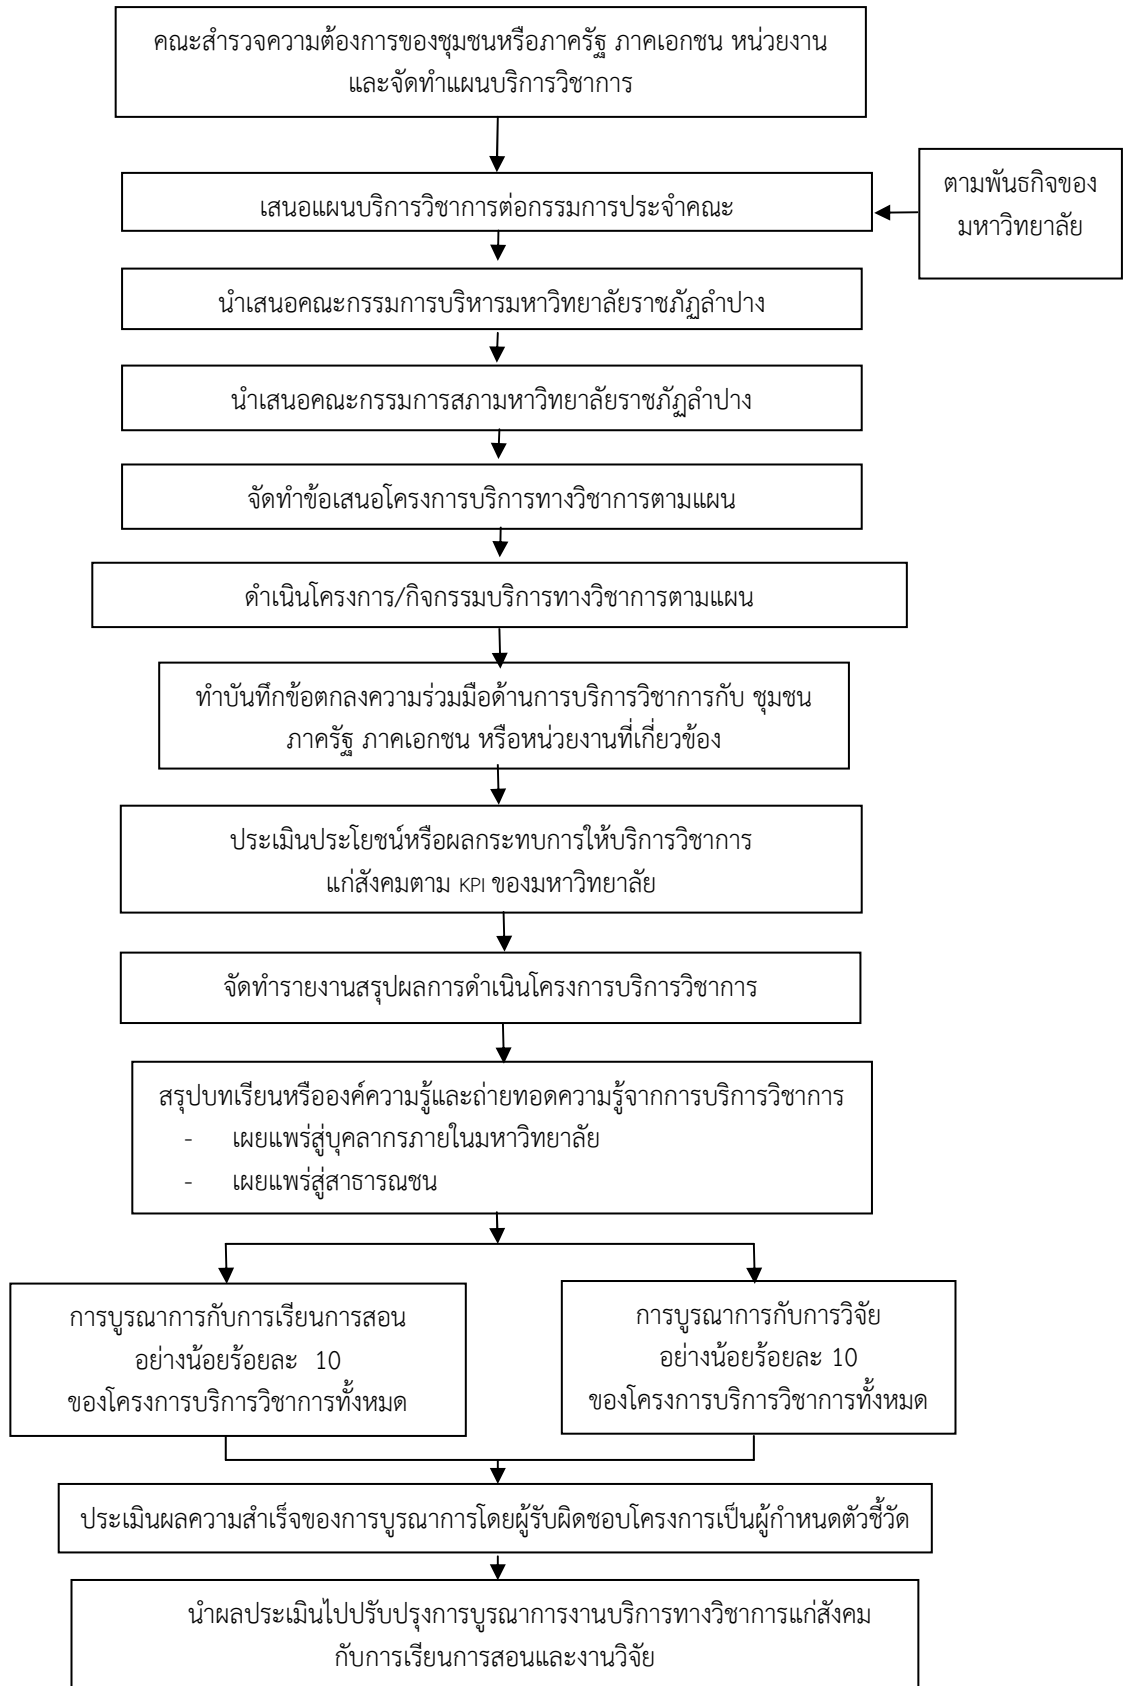 คณะสำรวจความต้องการของชุมชนหรือภาครัฐ ภาคเอกชน หน่วยงาน
และจัดทำแผนบริการวิชาการ
เสนอแผนบริการวิชาการต่อกรรมการประจำคณะ
ตามพันธกิจของ
มหาวิทยาลัย
นำเสนอคณะกรรมการบริหารมหาวิทยาลัยราชภัฏลำปาง
นำเสนอคณะกรรมการสภามหาวิทยาลัยราชภัฏลำปาง
จัดทำข้อเสนอโครงการบริการทางวิชาการตามแผน
ดำเนินโครงการ/กิจกรรมบริการทางวิชาการตามแผน
ทำบันทึกข้อตกลงความร่วมมือด้านการบริการวิชาการกับ ชุมชน
ภาครัฐ ภาคเอกชน หรือหน่วยงานที่เกี่ยวข้อง
ประเมินประโยชน์หรือผลกระทบการให้บริการวิชาการ
แก่สังคมตาม KPI ของมหาวิทยาลัย
จัดทำรายงานสรุปผลการดำเนินโครงการบริการวิชาการ
สรุปบทเรียนหรือองค์ความรู้และถ่ายทอดความรู้จากการบริการวิชาการ
- เผยแพร่สู่บุคลากรภายในมหาวิทยาลัย
- เผยแพร่สู่สาธารณชน
การบูรณาการกับการเรียนการสอน
อย่างน้อยร้อยละ 10
ของโครงการบริการวิชาการทั้งหมด
การบูรณาการกับการวิจัย
อย่างน้อยร้อยละ 10
ของโครงการบริการวิชาการทั้งหมด
ประเมินผลความสำเร็จของการบูรณาการโดยผู้รับผิดชอบโครงการเป็นผู้กำหนดตัวชี้วัด
นำผลประเมินไปปรับปรุงการบูรณาการงานบริการทางวิชาการแก่สังคม
กับการเรียนการสอนและงานวิจัย